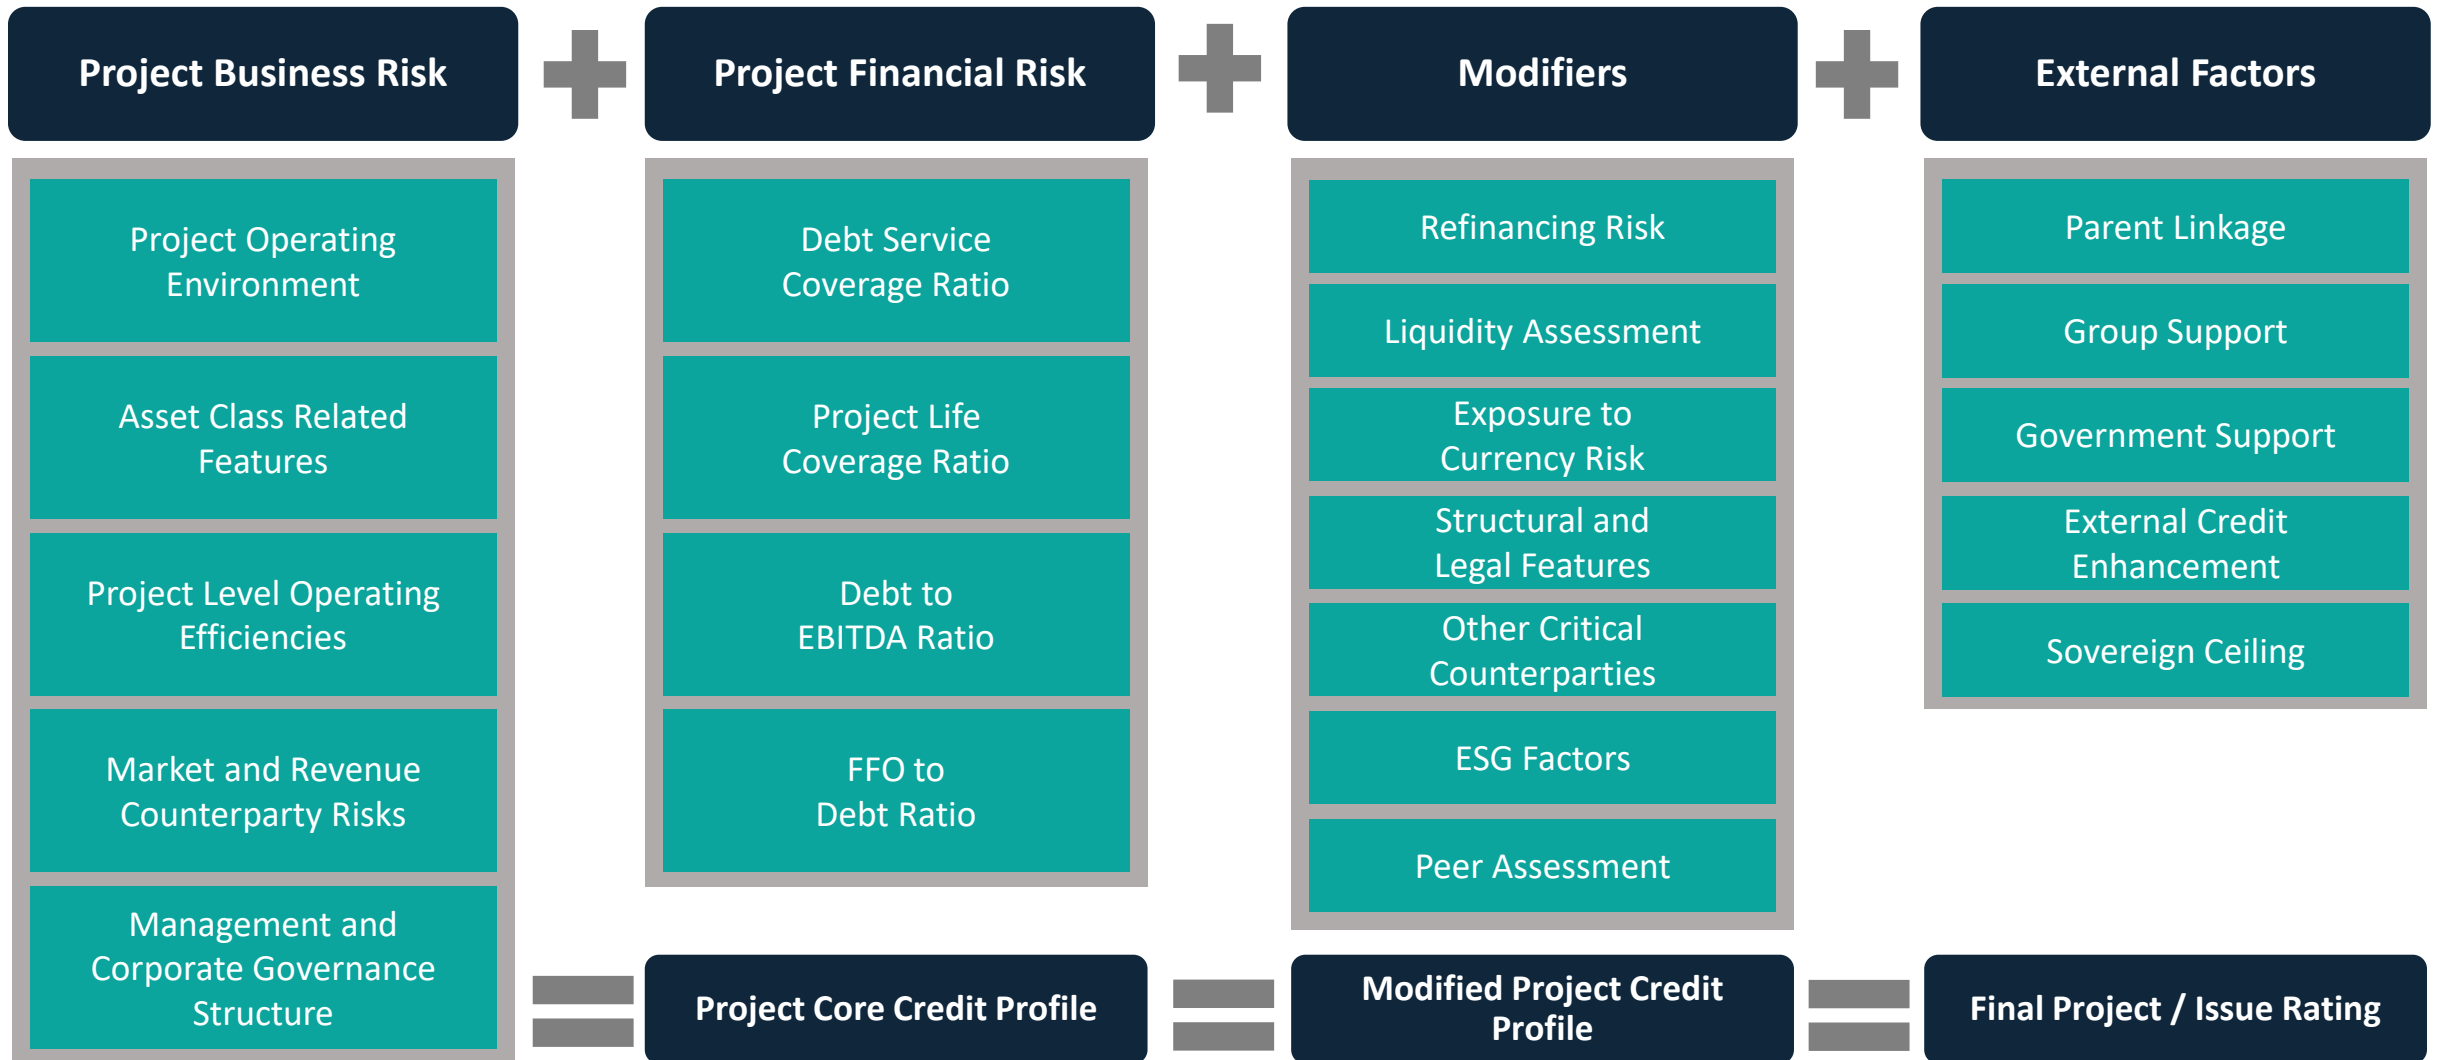 Project Business Risk
Project Operating
Environment
Asset Class Related
Features
Project Level Operating
Efficiencies
Market and Revenue
Counterparty Risks
Management and
Corporate Governance
Structure
Project Financial Risk
Debt Service
Coverage Ratio
Project Life
Coverage Ratio
Debt to
EBITDA Ratio
FFO to
Debt Ratio
Project Core Credit Profile
Modifiers
Refinancing Risk
Liquidity Assessment
Exposure to
Currency Risk
Structural and
Legal Features
Other Critical
Counterparties
ESG Factors
Peer Assessment
Modified Project Credit
Profile
External Factors
Parent Linkage
Group Support
Government Support
External Credit
Enhancement
Sovereign Ceiling
Final Project / Issue Rating